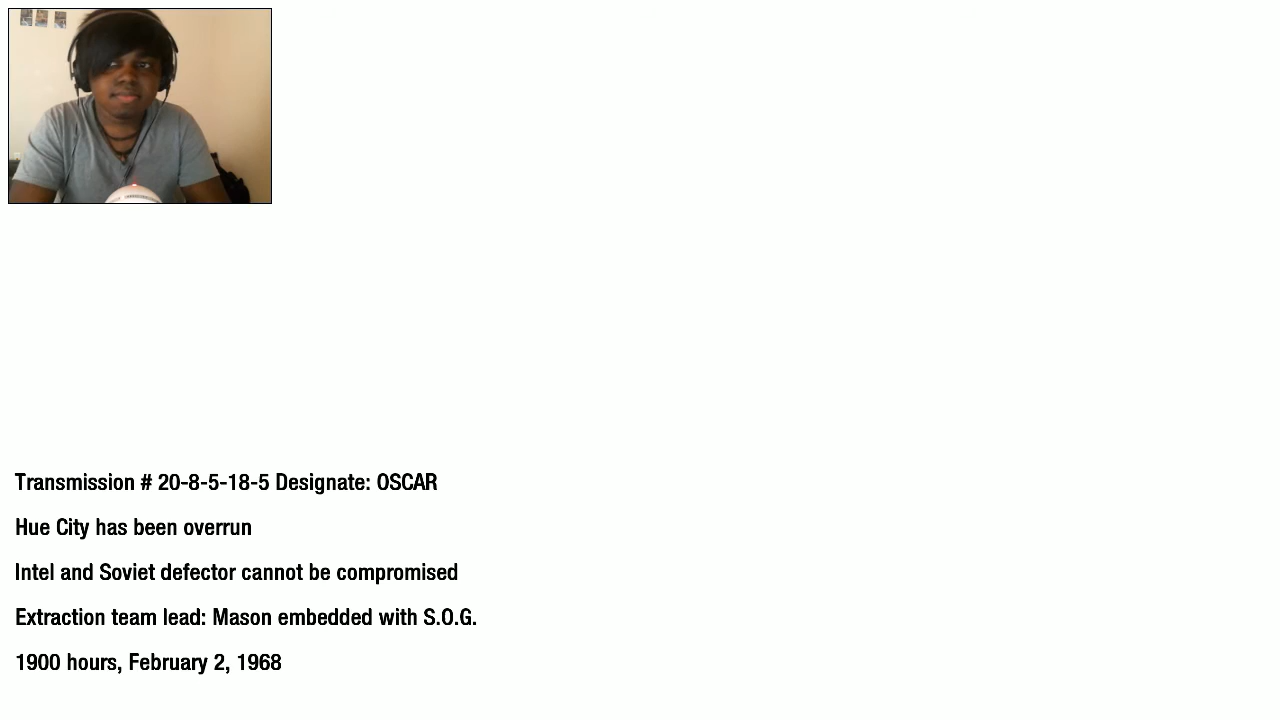 Transmission # 20-8-5-18-5 Designate: OSCAR
Hue City has been overrun
Intel and Soviet defector cannot be compromised
Extraction team lead: Mason embedded with S.O.G.
1900 hours, February 2, 1968